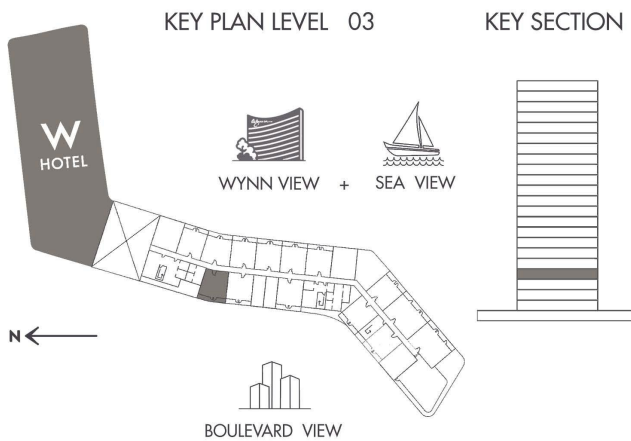 KEY PLAN LEVEL 03
KEY SECTION
W
HOTEL
WYNN VIEW + SEA VIEW
N
BOULEVARD VIEW